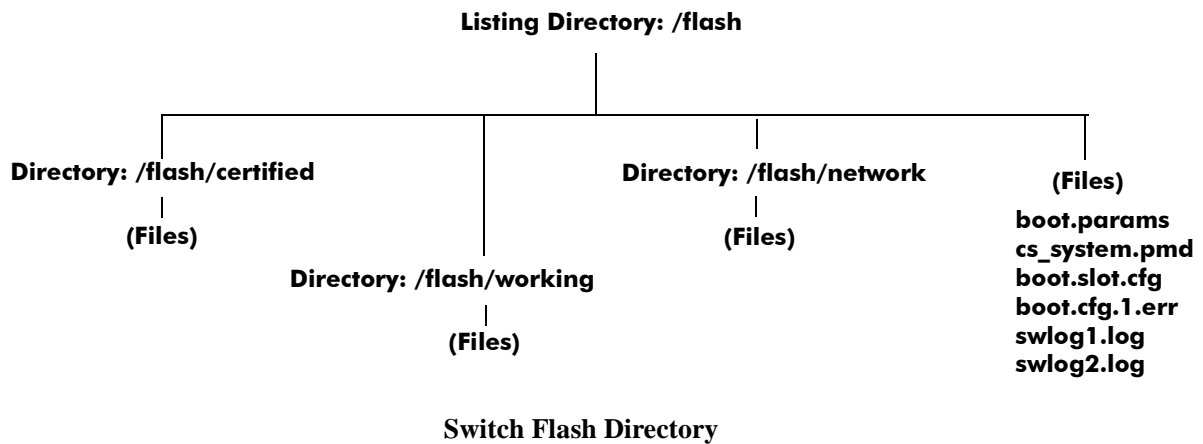 Listing Directory: /flash
Directory: /flash/certified
(Files)
Directory: /flash/working
(Files)
Directory: /flash/network
(Files)
(Files)
boot.params
cs_system.pmd
boot.slot.cfg
boot.cfg.1.err
swlog1.log
swlog2.log
Switch Flash Directory